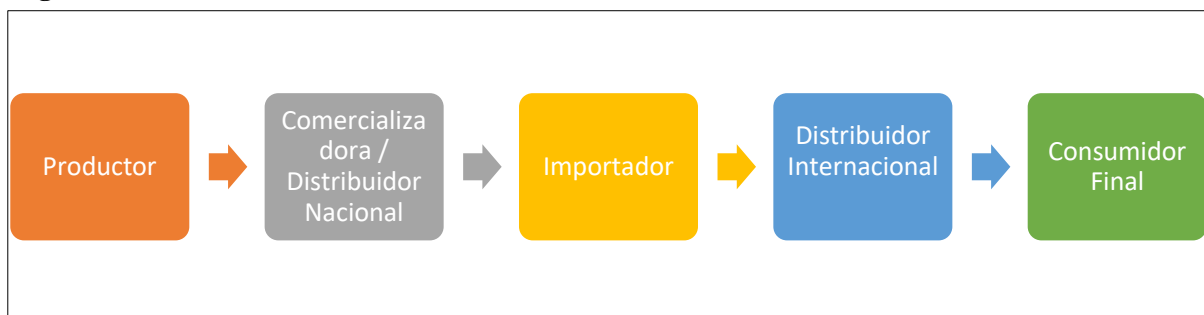 Productor
Comercializa
dora /
Distribuidor
Nacional
Importador
Distribuidor
Internacional
Consumidor
Final